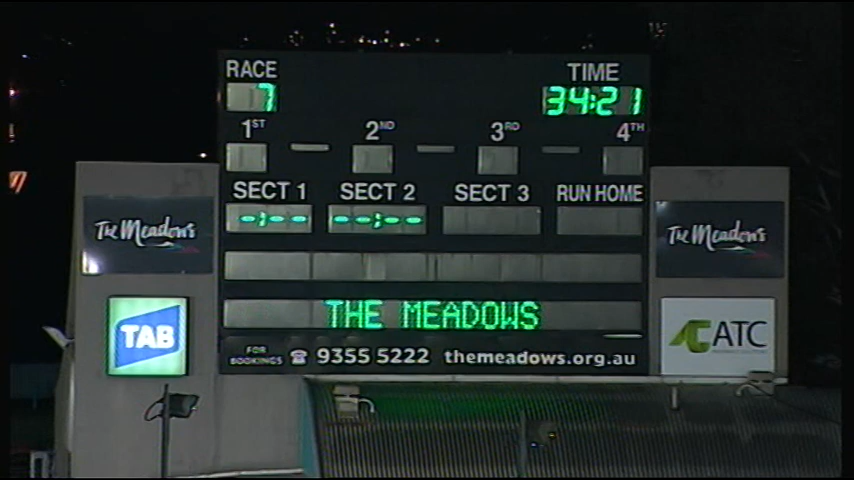 RACE TIME
7 34:21
1ST 2ND 3RD 4TH
SECT 1 SECT 2 SECT 3 RUN HOME
-:-- --:--
The Meadows
The Meadows
THE MEADOWS
TAB
ATC
FOR BOOKINGS ☎ 9355 5222 themeadows.org.au